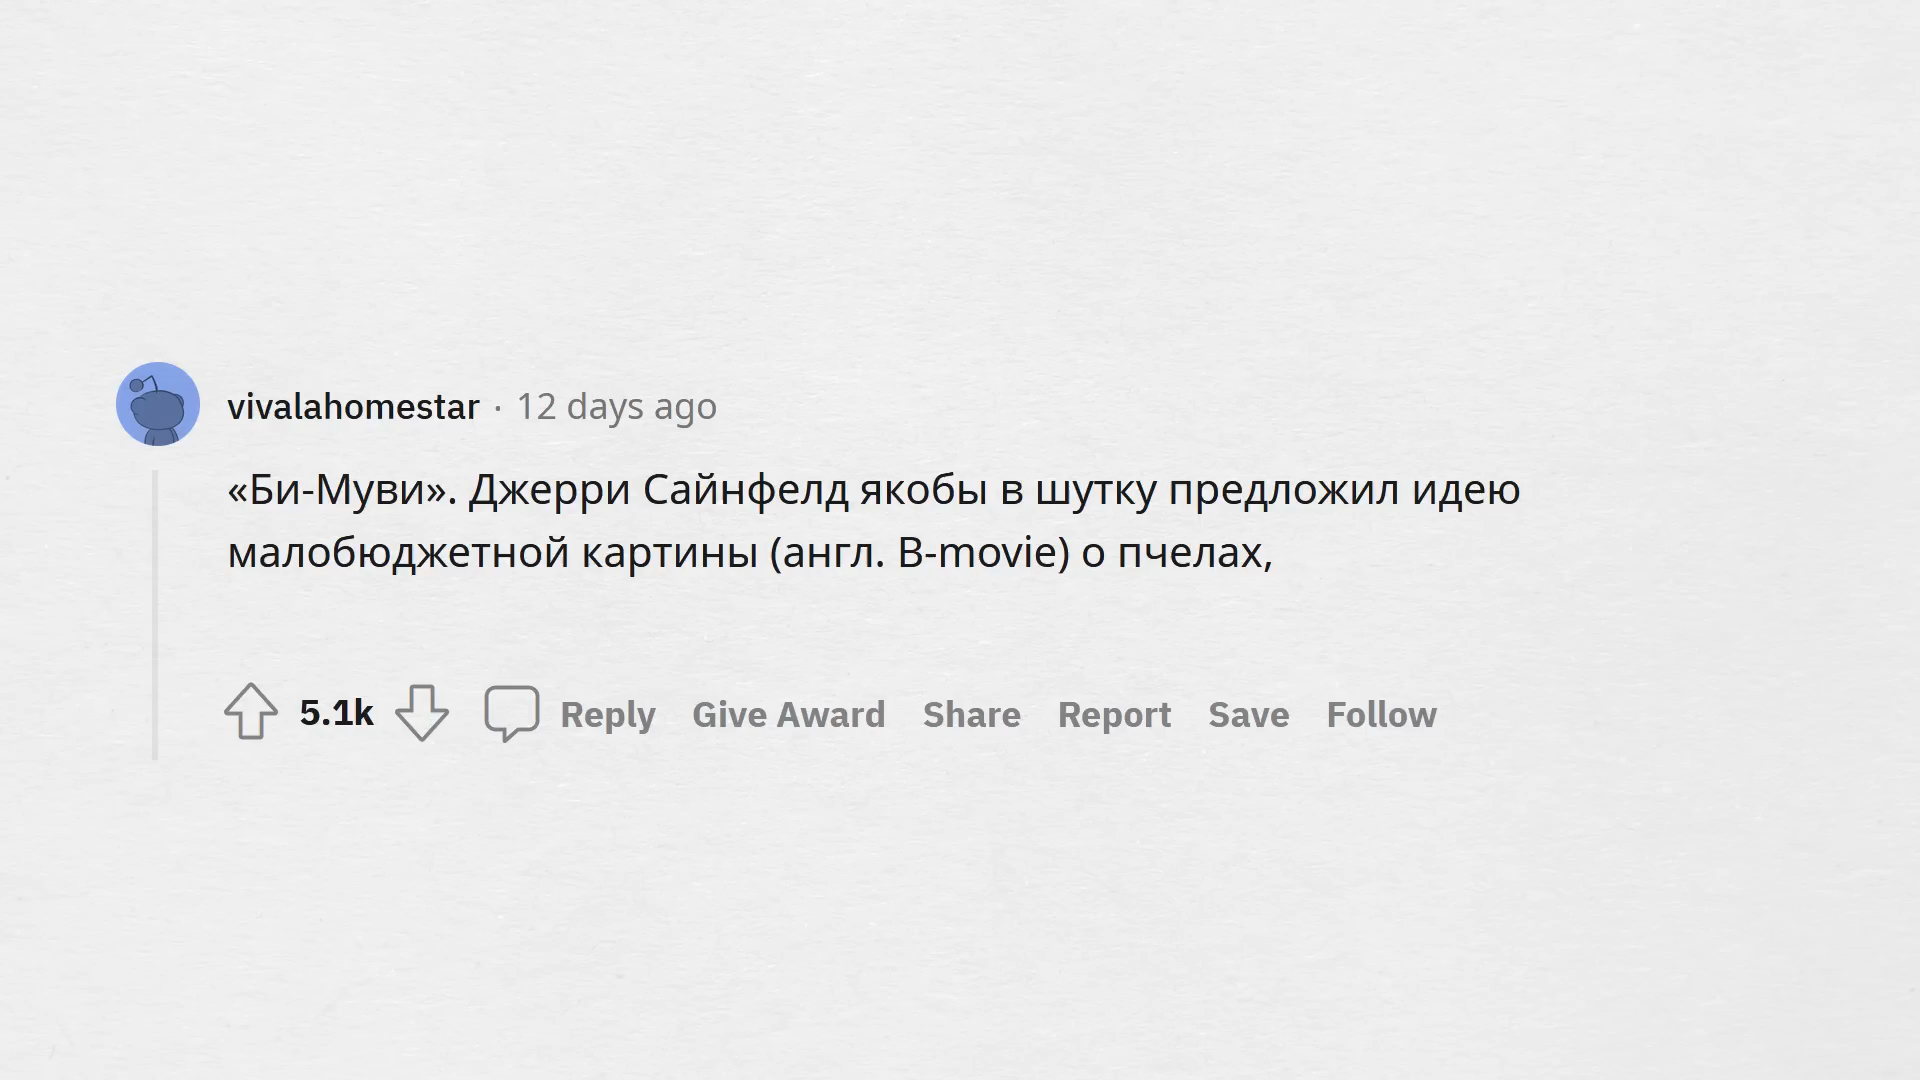 vivalahomestar · 12 days ago
«Би-Муви». Джерри Сайнфелд якобы в шутку предложил идею
малобюджетной картины (англ. B-movie) о пчелах,
5.1k Reply Give Award Share Report Save Follow